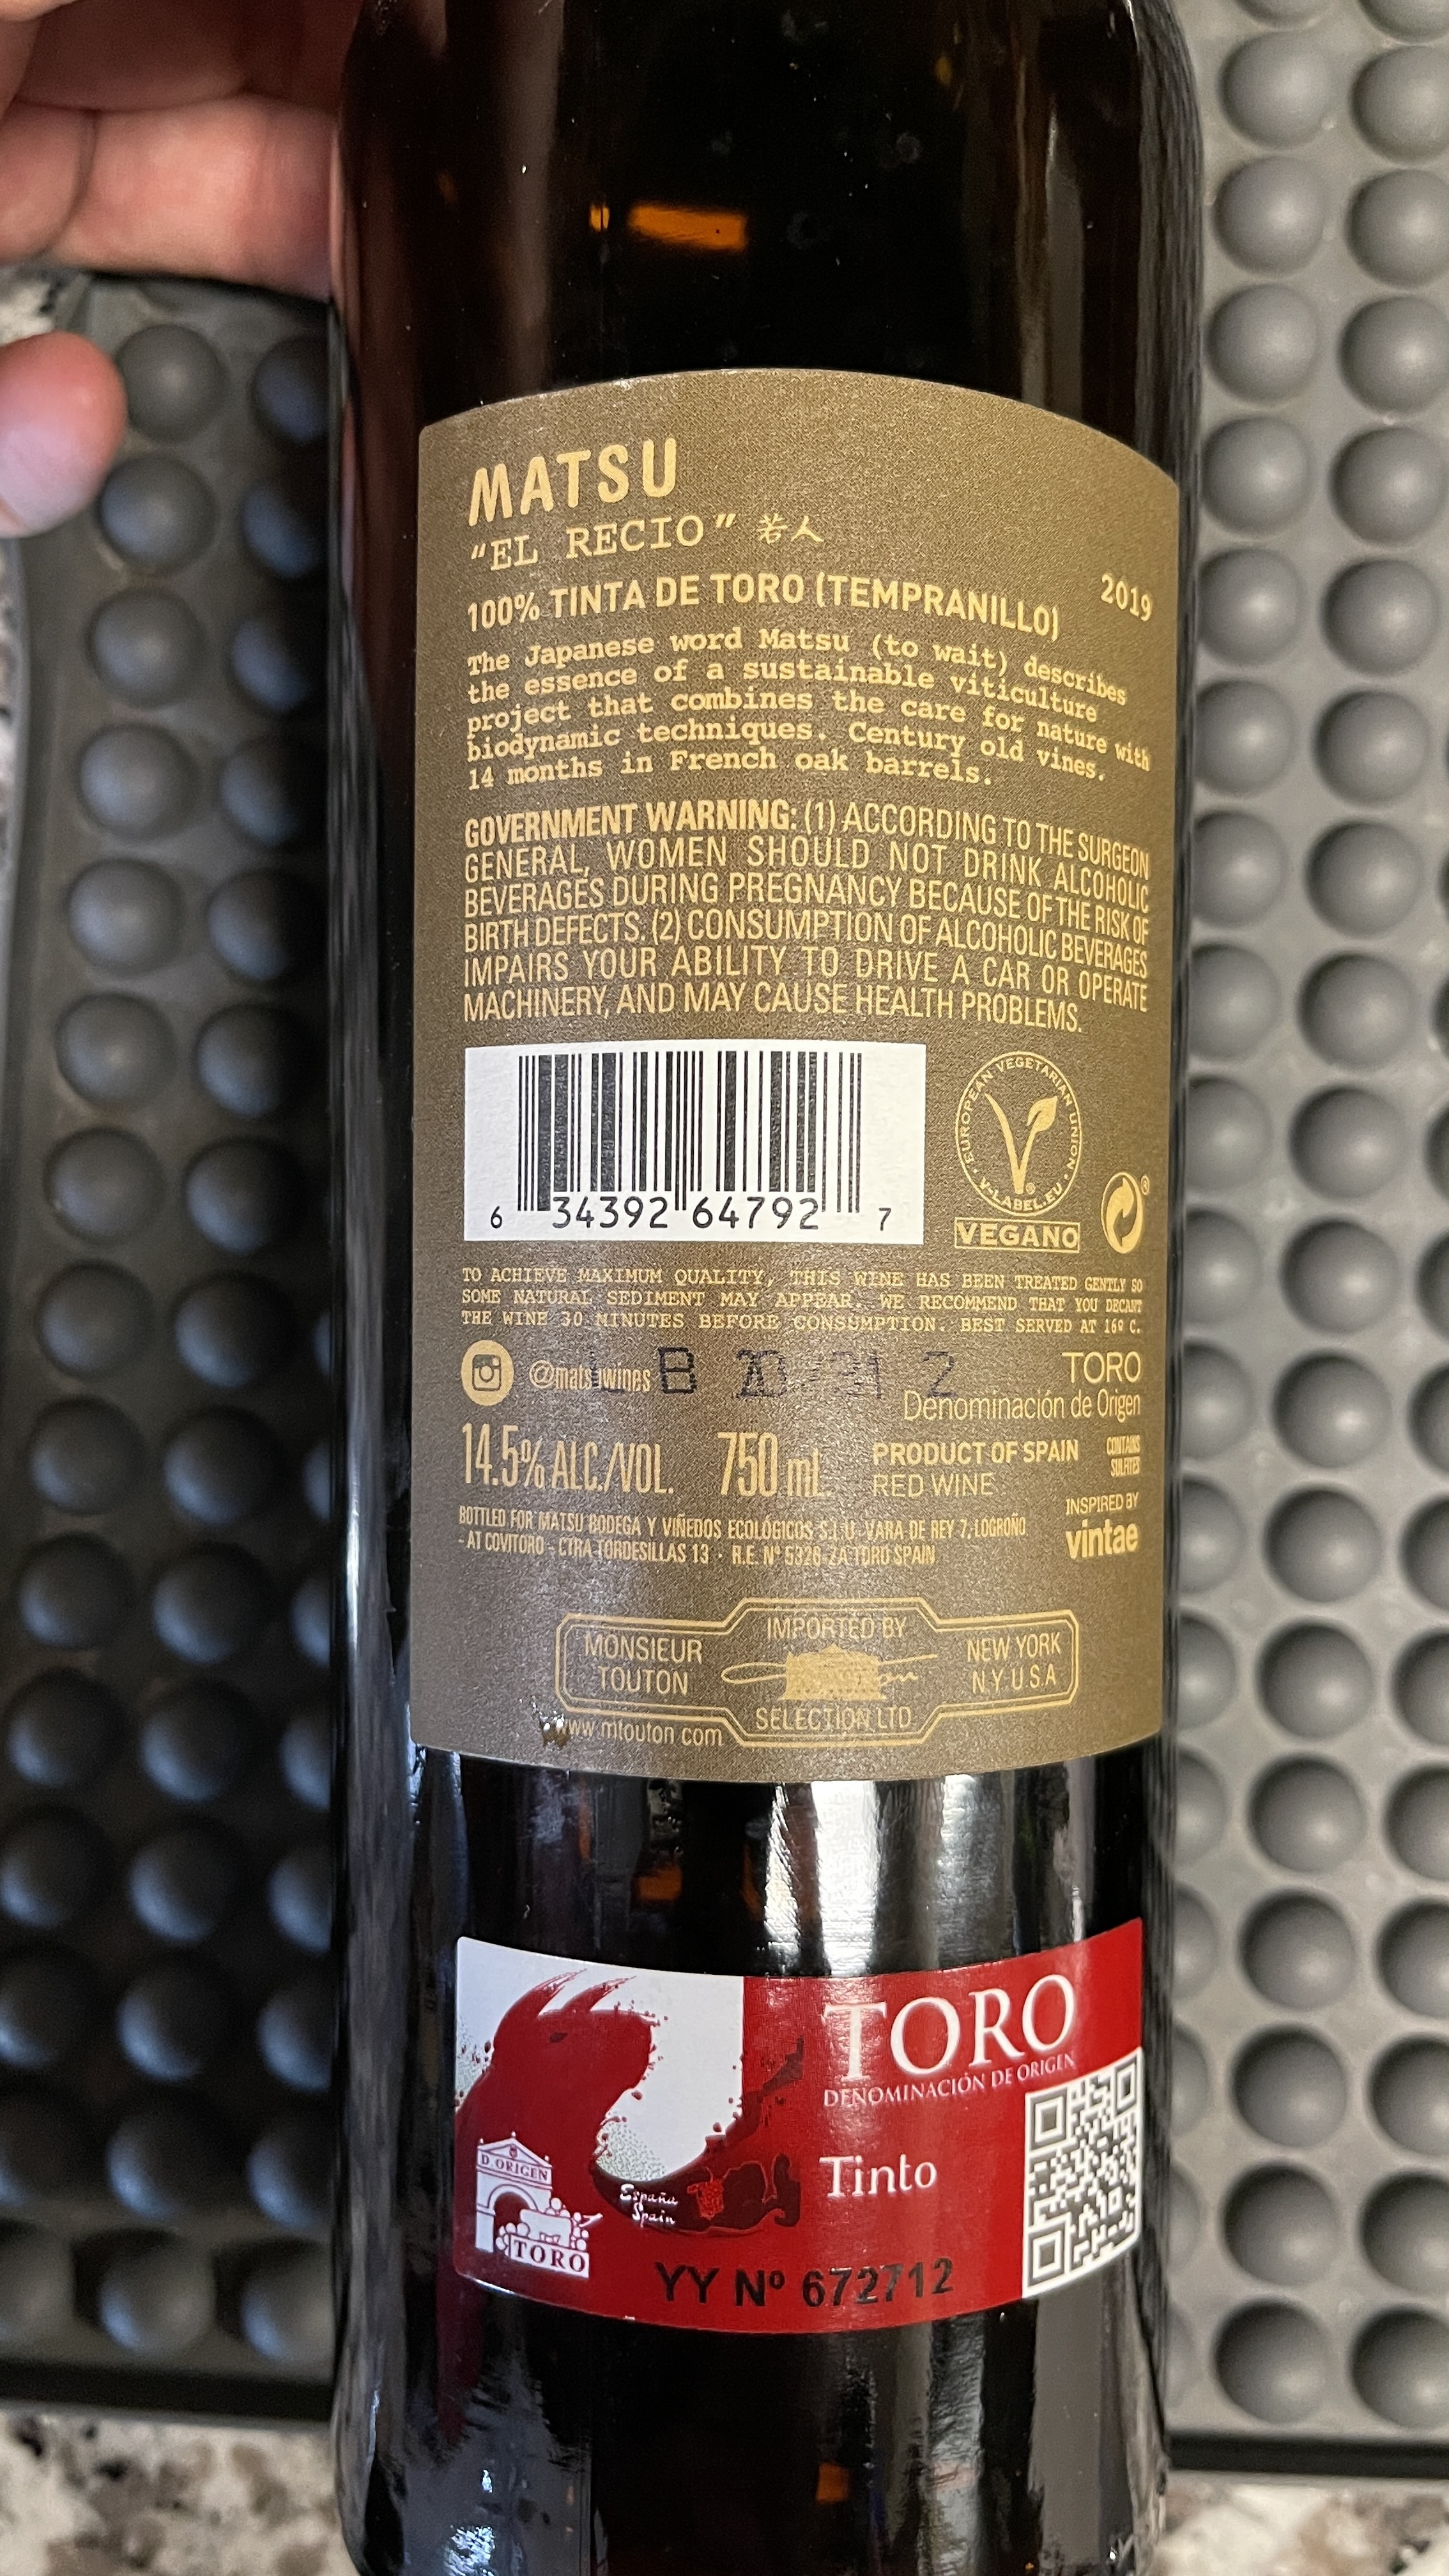 MATSU
"EL RECIO" 若人
100% TINTA DE TORO (TEMPRANILLO)
2019
The Japanese word Matsu (to wait) describes
the essence of a sustainable viticulture
project that combines the care for nature with
biodynamic techniques. Century old vines.
14 months in French oak barrels.
GOVERNMENT WARNING: (1) ACCORDING TO THE SURGEON
GENERAL, WOMEN SHOULD NOT DRINK ALCOHOLIC
BEVERAGES DURING PREGNANCY BECAUSE OF THE RISK OF
BIRTH DEFECTS. (2) CONSUMPTION OF ALCOHOLIC BEVERAGES
IMPAIRS YOUR ABILITY TO DRIVE A CAR OR OPERATE
MACHINERY, AND MAY CAUSE HEALTH PROBLEMS.
6 34392 64792 7
EUROPEAN VEGETARIAN UNION
V-LABEL.EU
VEGANO
TO ACHIEVE MAXIMUM QUALITY, THIS WINE HAS BEEN TREATED GENTLY SO
SOME NATURAL SEDIMENT MAY APPEAR. WE RECOMMEND THAT YOU DECANT
THE WINE 30 MINUTES BEFORE CONSUMPTION. BEST SERVED AT 16º C.
@matsuwines
TORO
Denominación de Origen
14.5% ALC./VOL. 750 mL
PRODUCT OF SPAIN
RED WINE
CONTAINS
SULFITES
BOTTLED FOR MATSU BODEGA Y VIÑEDOS ECOLÓGICOS S.L.U. VARA DE REY 7, LOGROÑO
- AT COVITORO - CTRA TORDESILLAS 13 · R.E. Nº 5326-ZA TORO SPAIN
INSPIRED BY
vintae
MONSIEUR
TOUTON
IMPORTED BY
SELECTION LTD.
NEW YORK
N.Y U.S.A
www mtouton com
TORO
DENOMINACIÓN DE ORIGEN
Tinto
D. ORIGEN
TORO
España
Spain
YY Nº 672712